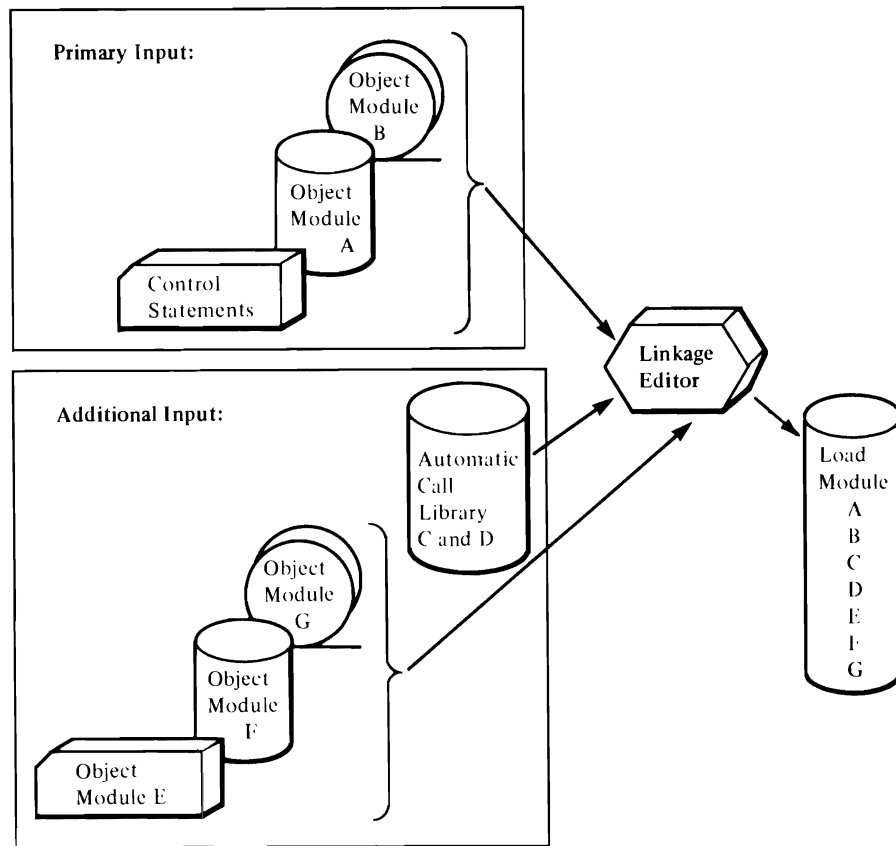 Primary Input:
Object
Module
B
Object
Module
A
Control
Statements
Linkage
Editor
Additional Input:
Automatic
Call
Library
C and D
Load
Module
A
B
C
D
E
F
G
Object
Module
G
Object
Module
F
Object
Module E